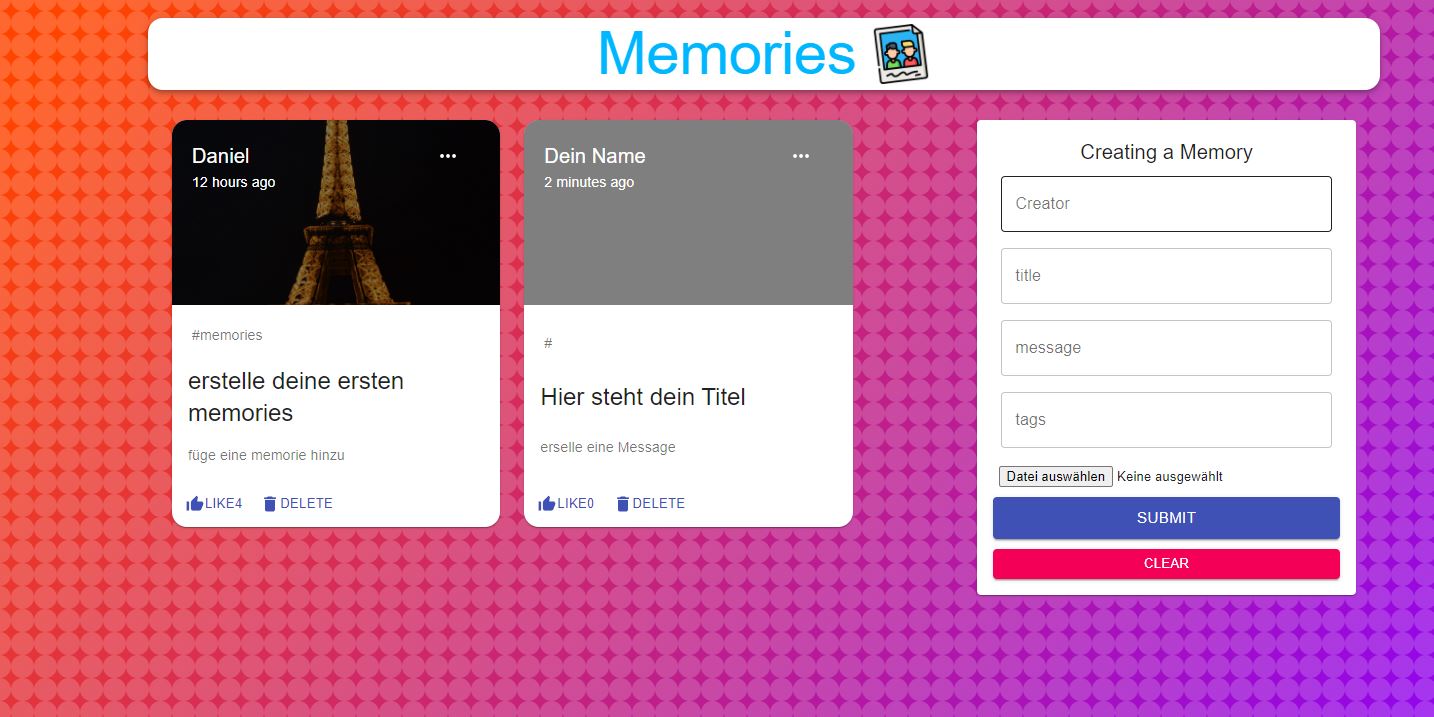 Memories
Daniel
12 hours ago
#memories
erstelle deine ersten
memories
füge eine memorie hinzu
LIKE4 DELETE
Dein Name
2 minutes ago
#
Hier steht dein Titel
erselle eine Message
LIKE0 DELETE
Creating a Memory
Creator
title
message
tags
Datei auswählen Keine ausgewählt
SUBMIT
CLEAR